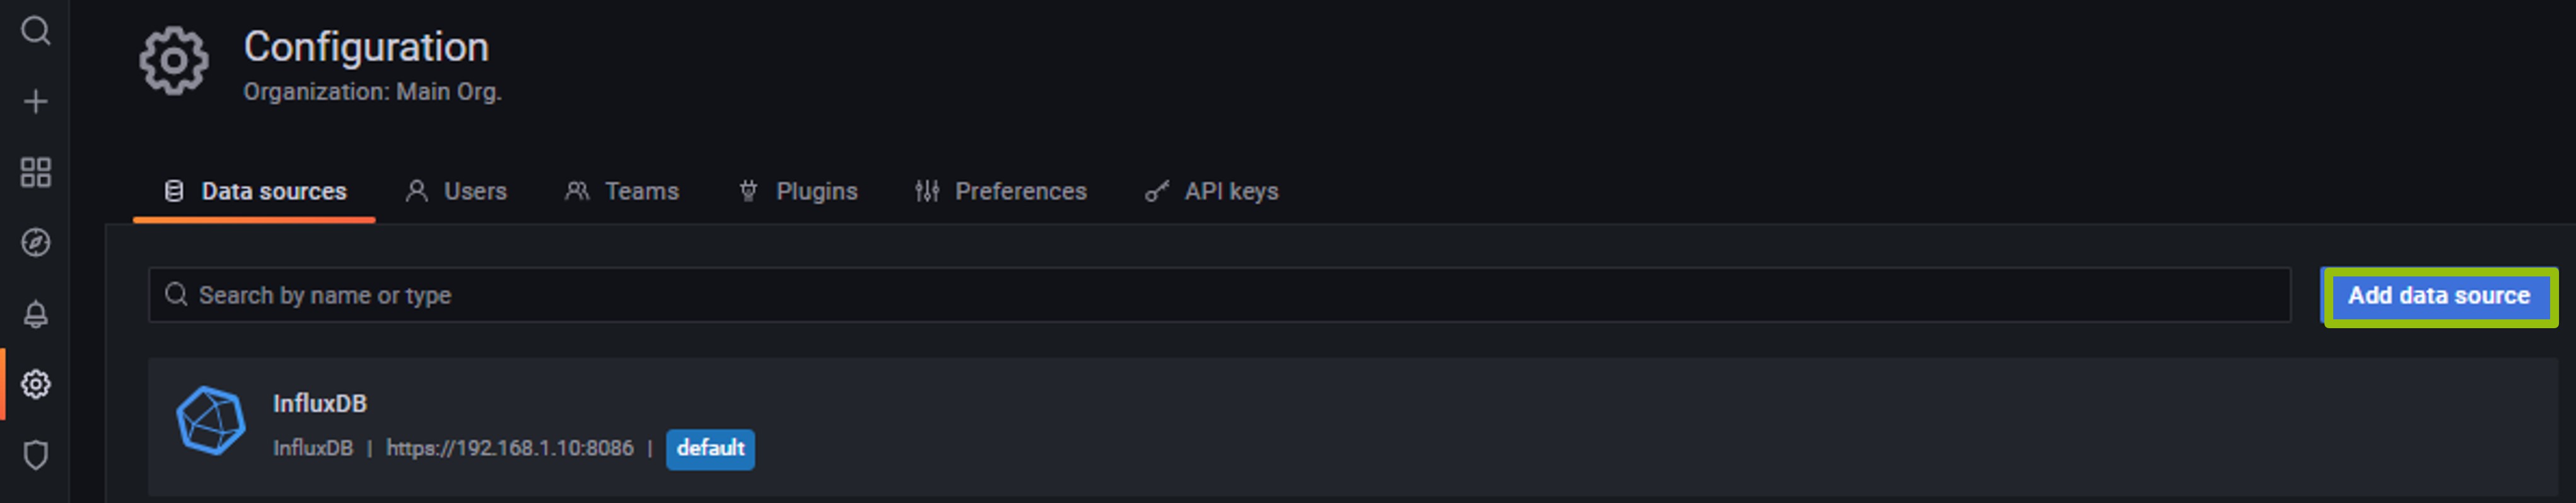 Configuration
Organization: Main Org.
Data sources Users Teams Plugins Preferences API keys
Search by name or type
Add data source
InfluxDB
InfluxDB | https://192.168.1.10:8086 | default